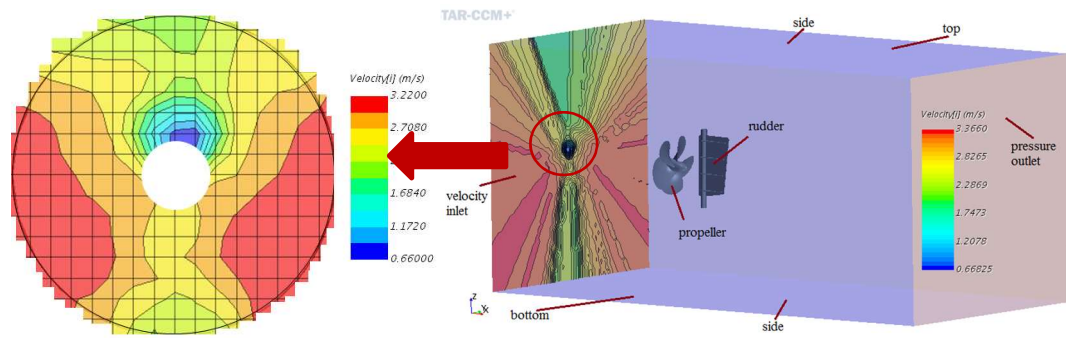 TAR-CCM+
side
top
Velocity[i] (m/s)
3.2200
2.7080
1.6840
1.1720
0.66000
rudder
Velocity[i] (m/s)
3.3660
2.8265
2.2869
1.7473
1.2078
0.66825
pressure
outlet
velocity
inlet
propeller
Z
X
bottom
side